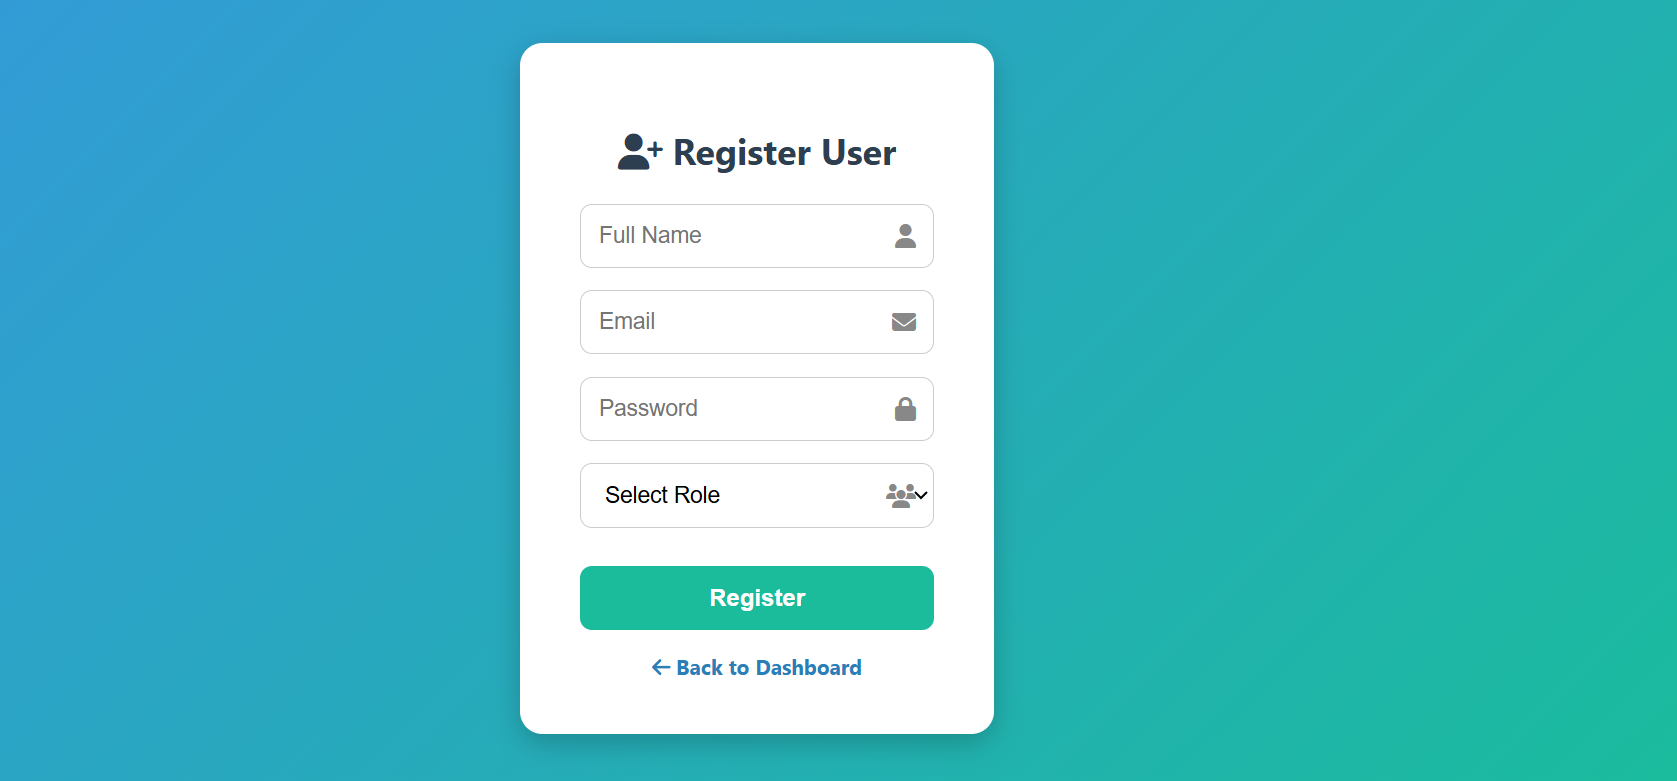 Register User
Full Name
Email
Password
Select Role
Register
Back to Dashboard